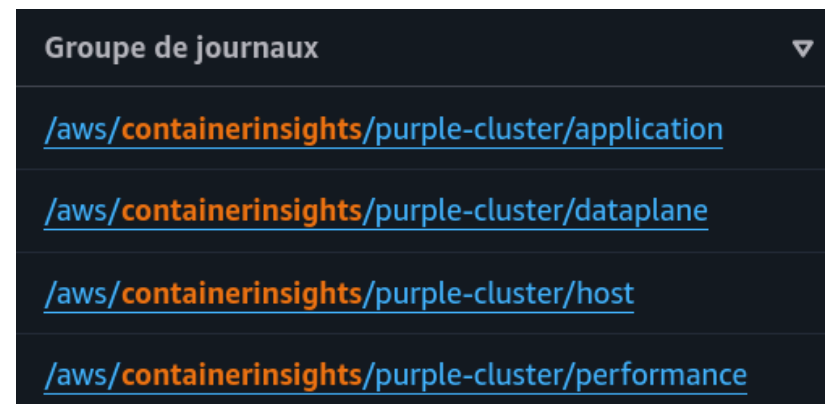 Groupe de journaux
/aws/containerinsights/purple-cluster/application
/aws/containerinsights/purple-cluster/dataplane
/aws/containerinsights/purple-cluster/host
/aws/containerinsights/purple-cluster/performance